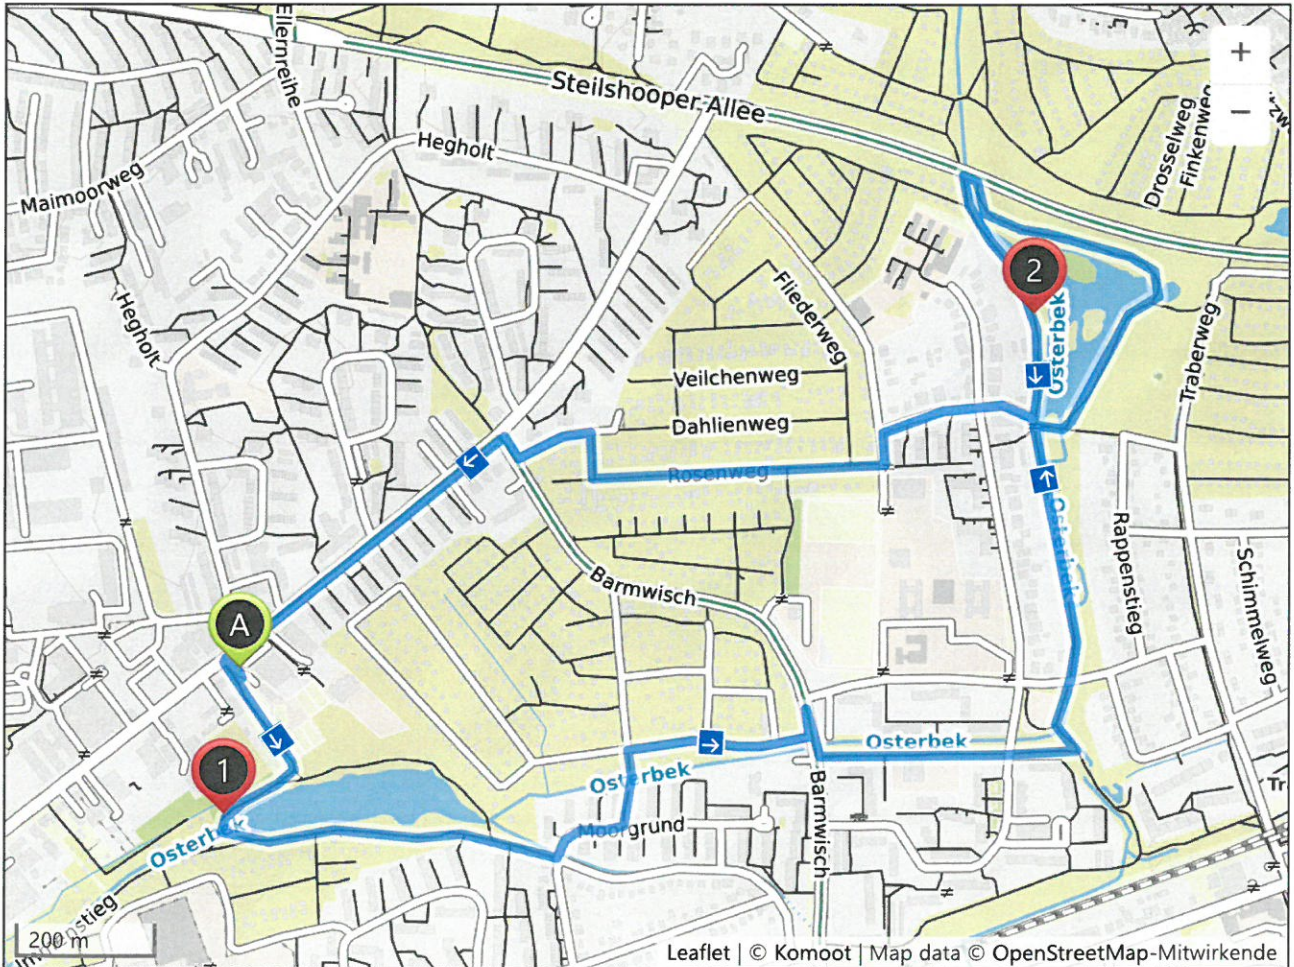 Ellernreihe
+
−
Steilshooper Allee
Hegholt
Drosselweg
Finkenweg
Maimoorweg
2
Fliederweg
Osterbek
Hegholt
Traberweg
Veilchenweg
Dahlienweg
Rosenweg
Osterbek
Rappenstieg
Schimmelweg
Barmwisch
A
1
Osterbek
Osterbek
Barmwisch
Moorgrund
Osterbek
200 m
Leaflet | © Komoot | Map data © OpenStreetMap-Mitwirkende